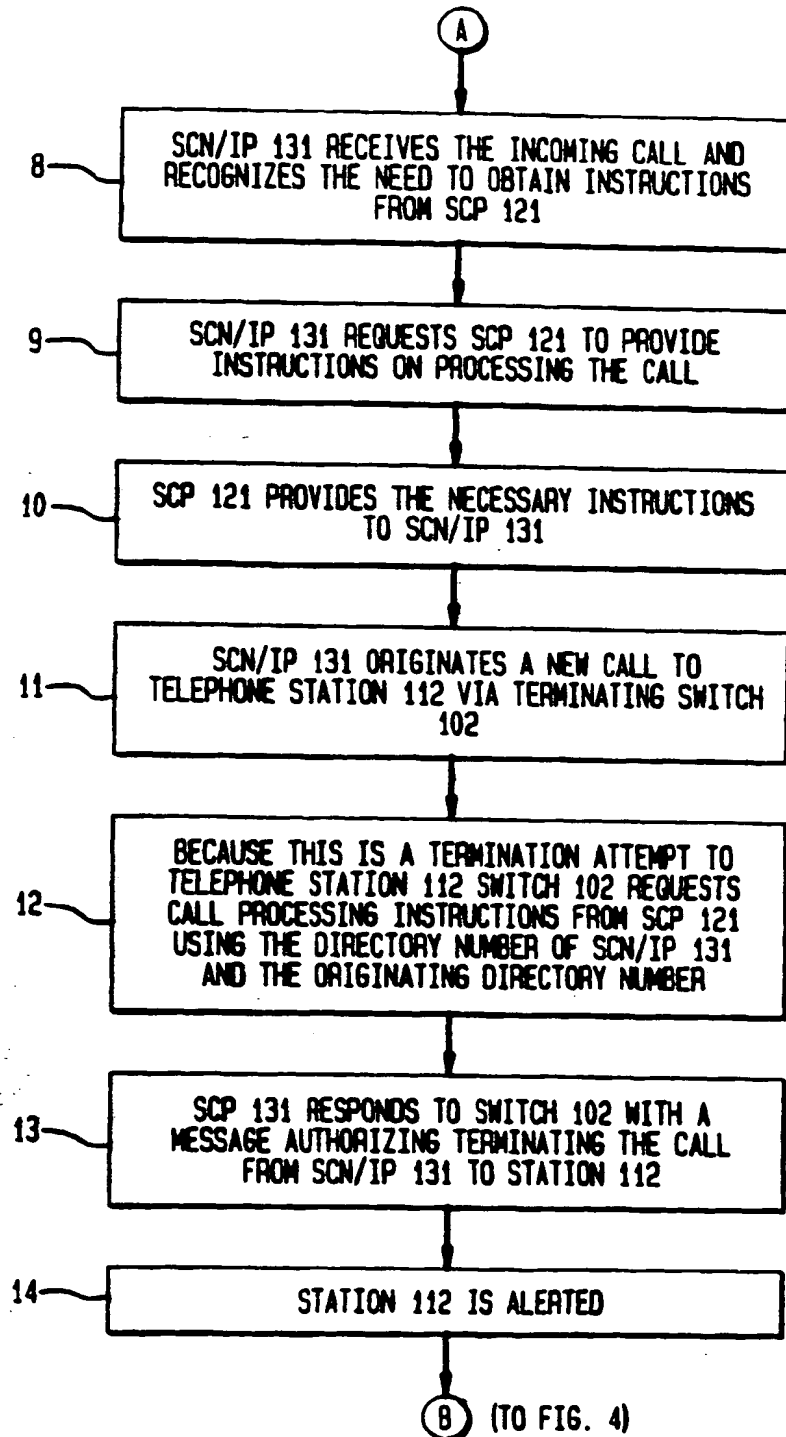 A
8
SCN/IP 131 RECEIVES THE INCOMING CALL AND
RECOGNIZES THE NEED TO OBTAIN INSTRUCTIONS
FROM SCP 121
9
SCN/IP 131 REQUESTS SCP 121 TO PROVIDE
INSTRUCTIONS ON PROCESSING THE CALL
10
SCP 121 PROVIDES THE NECESSARY INSTRUCTIONS
TO SCN/IP 131
11
SCN/IP 131 ORIGINATES A NEW CALL TO
TELEPHONE STATION 112 VIA TERMINATING SWITCH
102
12
BECAUSE THIS IS A TERMINATION ATTEMPT TO
TELEPHONE STATION 112 SWITCH 102 REQUESTS
CALL PROCESSING INSTRUCTIONS FROM SCP 121
USING THE DIRECTORY NUMBER OF SCN/IP 131
AND THE ORIGINATING DIRECTORY NUMBER
13
SCP 131 RESPONDS TO SWITCH 102 WITH A
MESSAGE AUTHORIZING TERMINATING THE CALL
FROM SCN/IP 131 TO STATION 112
14
STATION 112 IS ALERTED
B (TO FIG. 4)